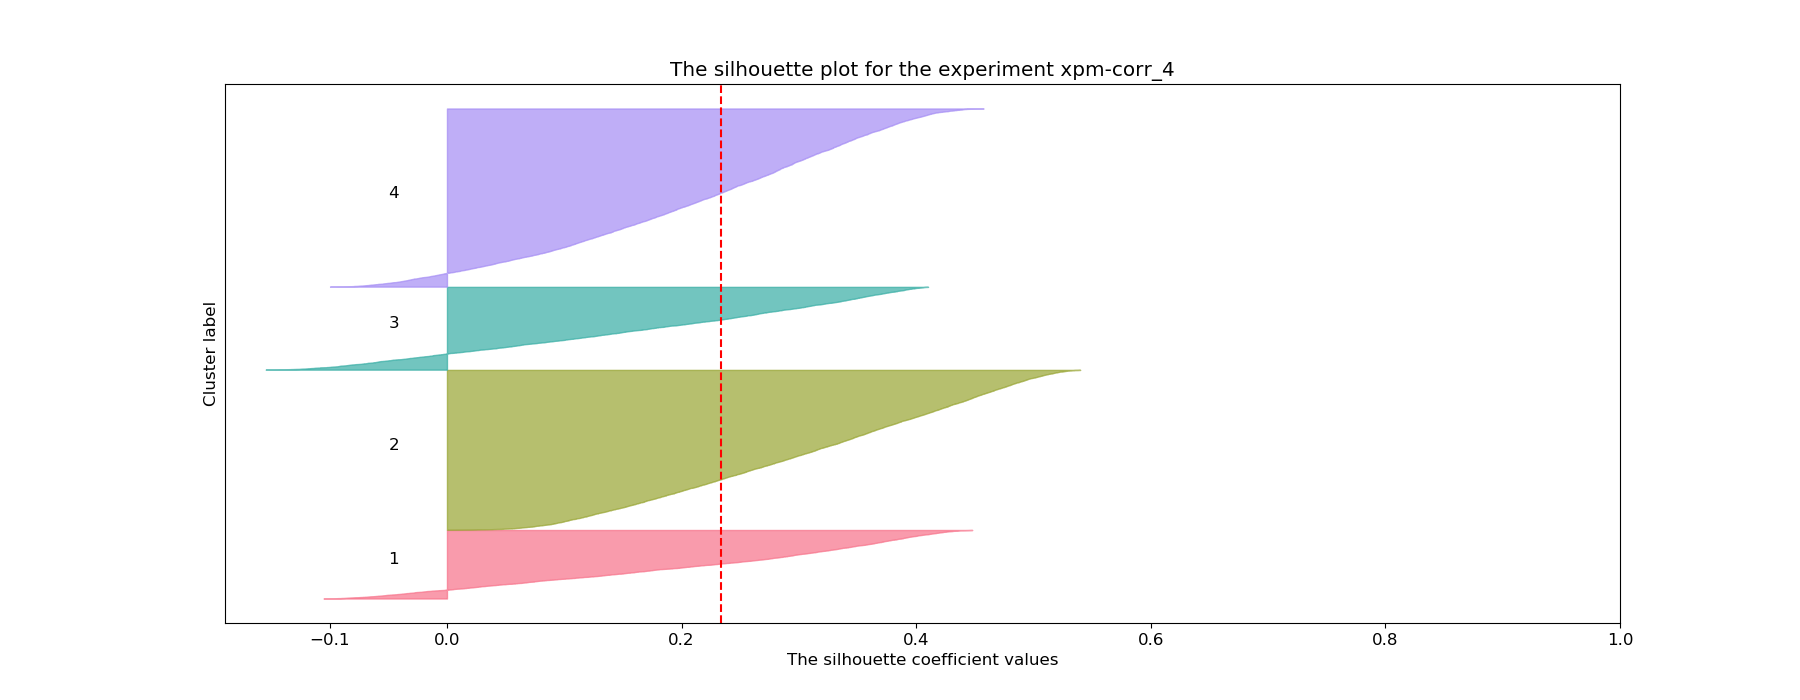 The silhouette plot for the experiment xpm-corr_4
Cluster label
4
3
2
1
−0.1 0.0 0.2 0.4 0.6 0.8 1.0
The silhouette coefficient values